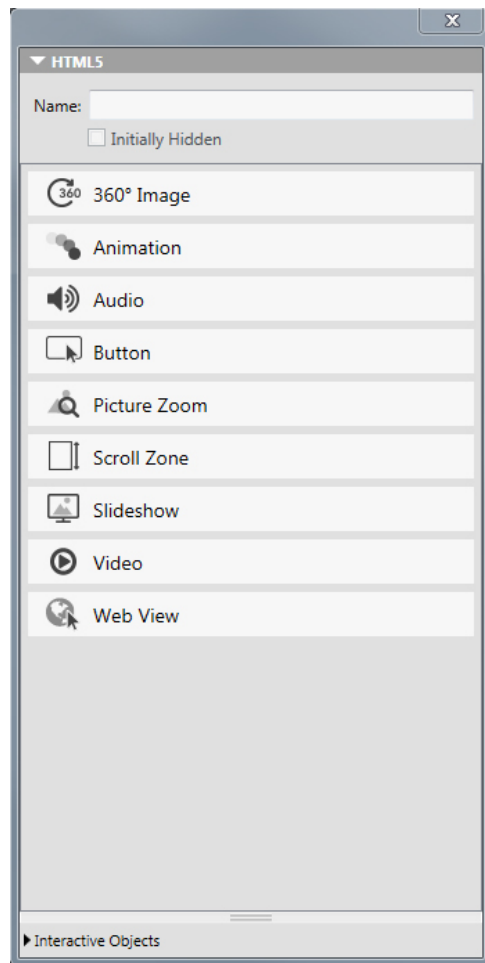 HTML5
Name:
Initially Hidden
360 360° Image
Animation
Audio
Button
Picture Zoom
Scroll Zone
Slideshow
Video
Web View
Interactive Objects